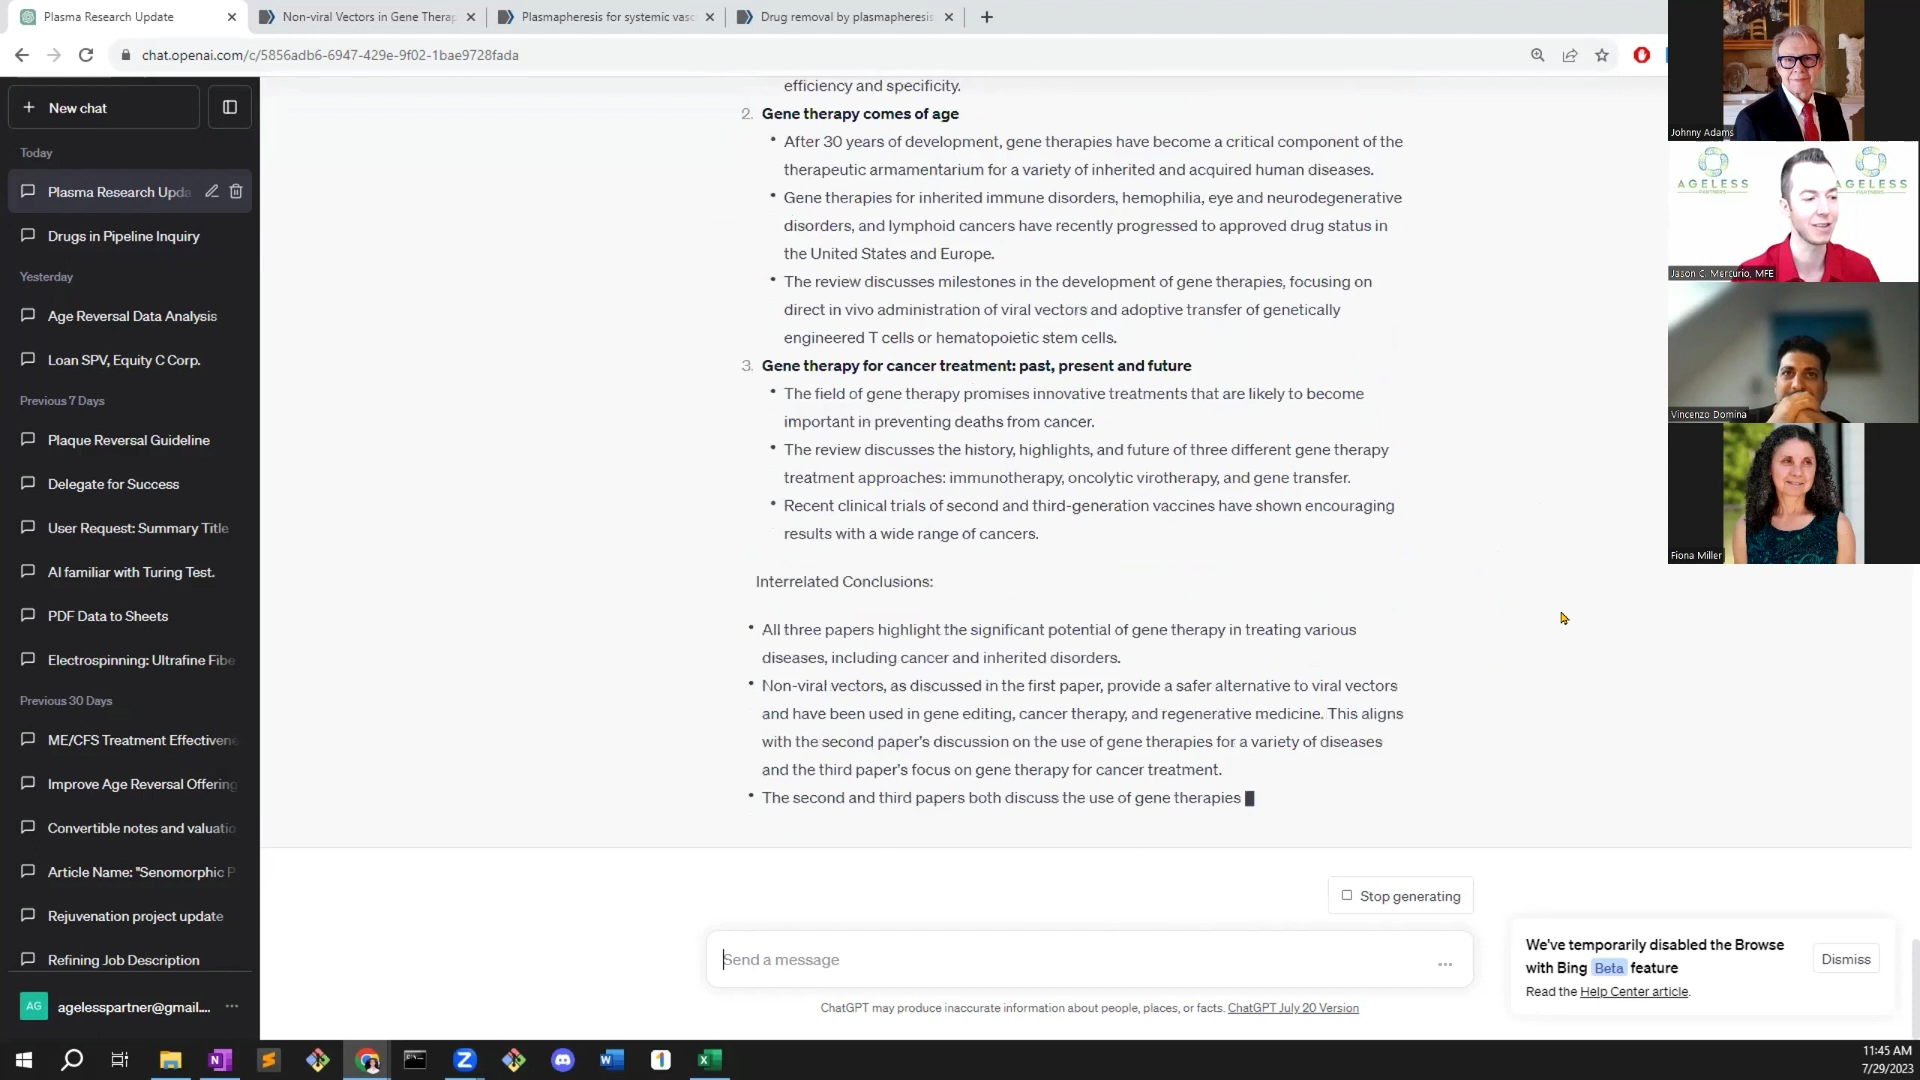 Plasma Research Update
Non-viral Vectors in Gene Therap
Plasmapheresis for systemic vasc
Drug removal by plasmapheresis
chat.openai.com/c/5856adb6-6947-429e-9f02-1bae9728fada
New chat
Today
Plasma Research Upda
Drugs in Pipeline Inquiry
Yesterday
Age Reversal Data Analysis
Loan SPV, Equity C Corp.
Previous 7 Days
Plaque Reversal Guideline
Delegate for Success
User Request: Summary Title
AI familiar with Turing Test.
PDF Data to Sheets
Electrospinning: Ultrafine Fibe
Previous 30 Days
ME/CFS Treatment Effectivene
Improve Age Reversal Offering
Convertible notes and valuatio
Article Name: "Senomorphic P
Rejuvenation project update
Refining Job Description
AG
agelesspartner@gmail....
efficiency and specificity.
2. Gene therapy comes of age
• After 30 years of development, gene therapies have become a critical component of the
therapeutic armamentarium for a variety of inherited and acquired human diseases.
• Gene therapies for inherited immune disorders, hemophilia, eye and neurodegenerative
disorders, and lymphoid cancers have recently progressed to approved drug status in
the United States and Europe.
• The review discusses milestones in the development of gene therapies, focusing on
direct in vivo administration of viral vectors and adoptive transfer of genetically
engineered T cells or hematopoietic stem cells.
3. Gene therapy for cancer treatment: past, present and future
• The field of gene therapy promises innovative treatments that are likely to become
important in preventing deaths from cancer.
• The review discusses the history, highlights, and future of three different gene therapy
treatment approaches: immunotherapy, oncolytic virotherapy, and gene transfer.
• Recent clinical trials of second and third-generation vaccines have shown encouraging
results with a wide range of cancers.
Interrelated Conclusions:
• All three papers highlight the significant potential of gene therapy in treating various
diseases, including cancer and inherited disorders.
• Non-viral vectors, as discussed in the first paper, provide a safer alternative to viral vectors
and have been used in gene editing, cancer therapy, and regenerative medicine. This aligns
with the second paper's discussion on the use of gene therapies for a variety of diseases
and the third paper's focus on gene therapy for cancer treatment.
• The second and third papers both discuss the use of gene therapies
Stop generating
Send a message
ChatGPT may produce inaccurate information about people, places, or facts. ChatGPT July 20 Version
We've temporarily disabled the Browse
with Bing Beta feature
Read the Help Center article.
Dismiss
Johnny Adams
AGELESS
PARTNERS
AGELESS
PARTNERS
Jason C. Mercurio, MFE
Vincenzo Domina
Fiona Miller
11:45 AM
7/29/2023